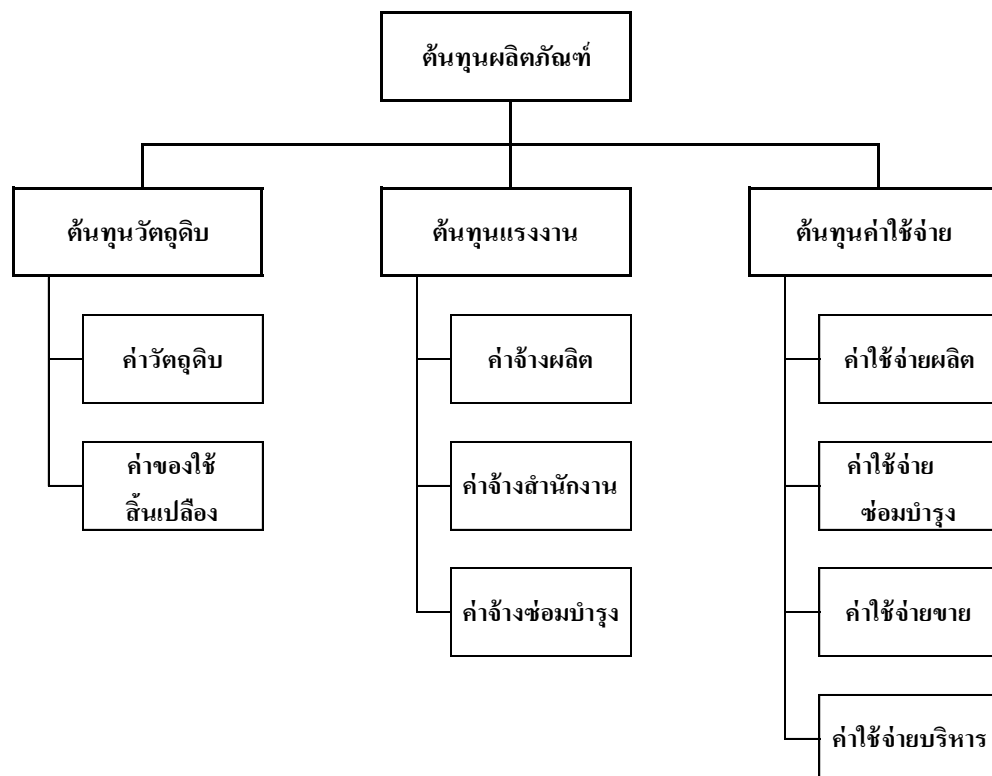 ต้นทุนผลิตภัณฑ์
ต้นทุนวัตถุดิบ
ค่าวัตถุดิบ
ค่าของใช้
สิ้นเปลือง
ต้นทุนแรงงาน
ค่าจ้างผลิต
ค่าจ้างสำนักงาน
ค่าจ้างซ่อมบำรุง
ต้นทุนค่าใช้จ่าย
ค่าใช้จ่ายผลิต
ค่าใช้จ่าย
ซ่อมบำรุง
ค่าใช้จ่ายขาย
ค่าใช้จ่ายบริหาร